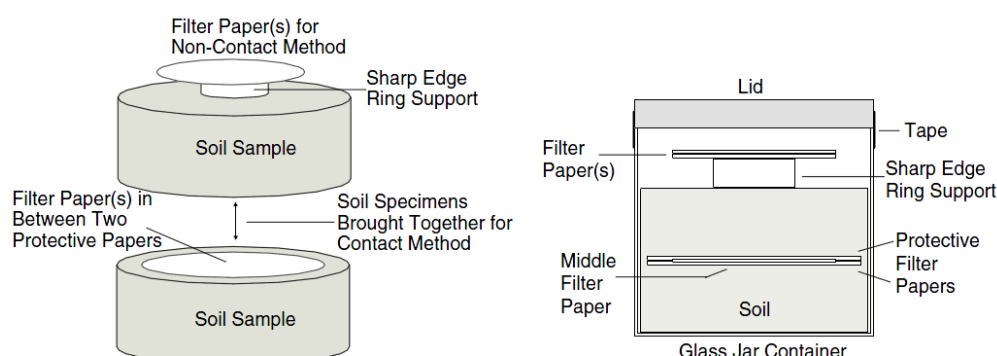 Filter Paper(s) for
Non-Contact Method
Sharp Edge
Ring Support
Soil Sample
Filter Paper(s) in
Between Two
Protective Papers
Soil Specimens
Brought Together for
Contact Method
Soil Sample
Lid
Tape
Filter
Paper(s)
Sharp Edge
Ring Support
Middle
Filter
Paper
Protective
Filter
Papers
Soil
Glass Jar Container